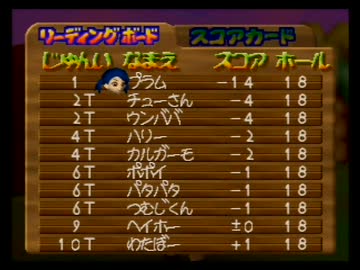 リーディングボード スコアカード
じゅんい なまえ スコア ホール
1 プラム -14 18
2T チューさん -4 18
2T ウンババ -4 18
4T ハリー -2 18
4T カルガーモ -2 18
6T ポポイ -1 18
6T パタパタ -1 18
6T つむじくん -1 18
9 ヘイホー ±0 18
10T わたぼー +1 18